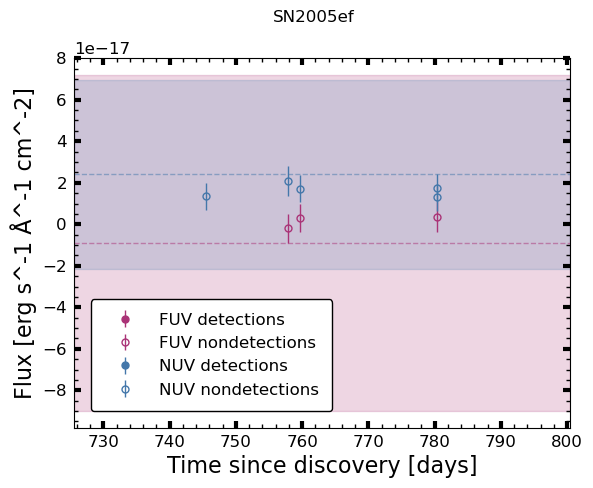 SN2005ef
1e−17
8
6
4
2
0
−2
−4
−6
−8
Flux [erg s^-1 Å^-1 cm^-2]
FUV detections
FUV nondetections
NUV detections
NUV nondetections
730 740 750 760 770 780 790 800
Time since discovery [days]